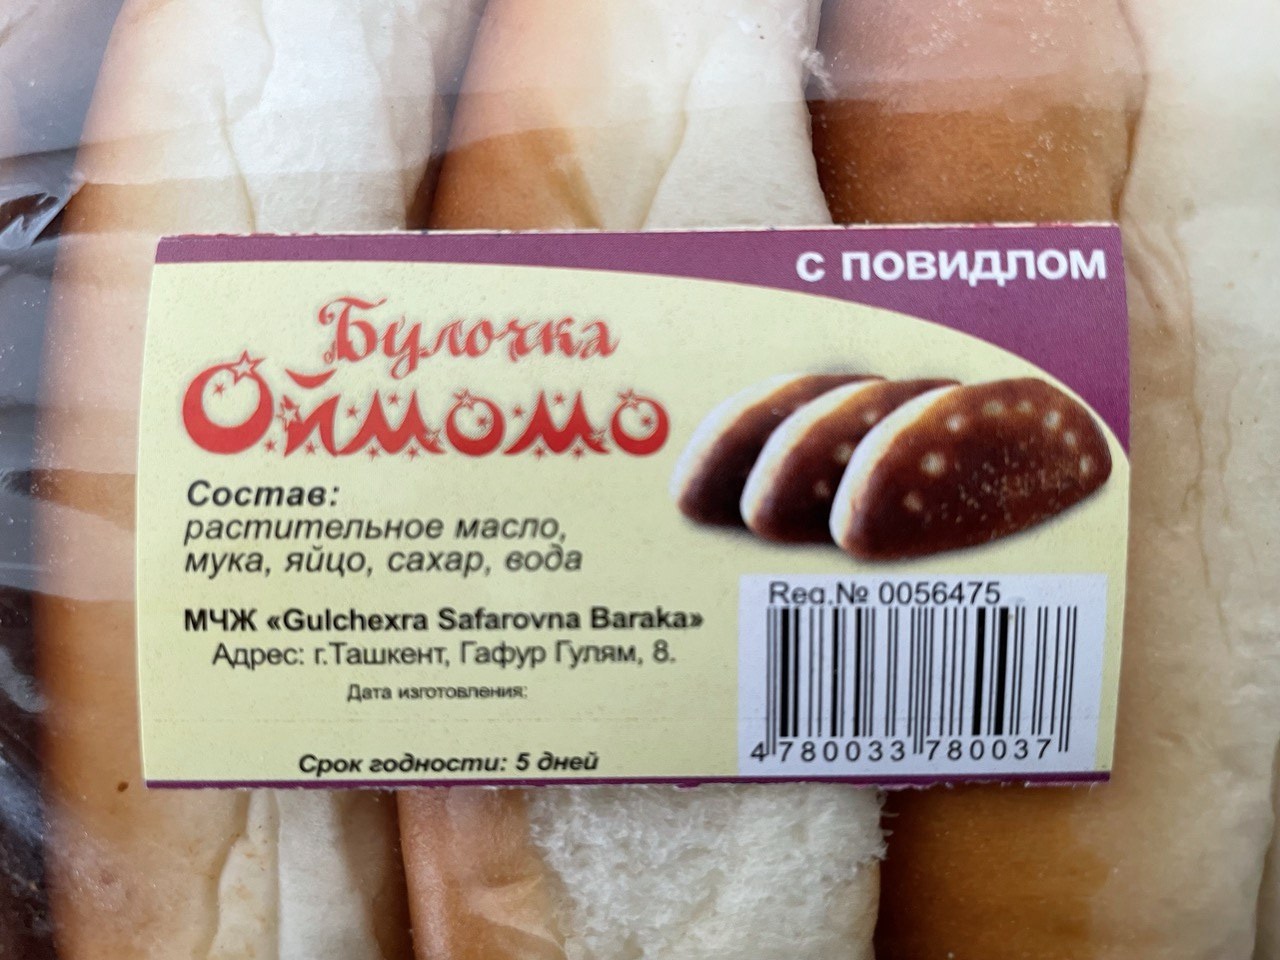 с повидлом
Булочка
Оймомо
Состав:
растительное масло,
мука, яйцо, сахар, вода
МЧЖ «Gulchexra Safarovna Baraka»
Адрес: г.Ташкент, Гафур Гулям, 8.
Дата изготовления:
Срок годности: 5 дней
Reg.№ 0056475
4 780033 780037